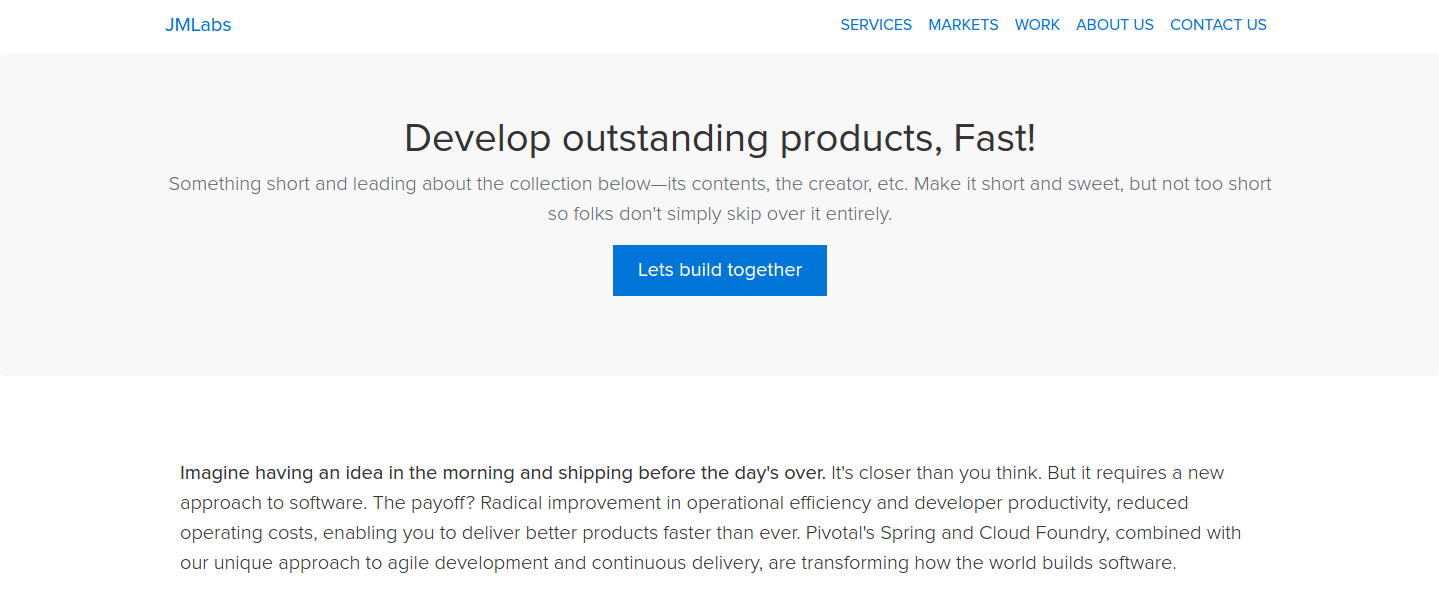 JMLabs
SERVICES MARKETS WORK ABOUT US CONTACT US
Develop outstanding products, Fast!
Something short and leading about the collection below—its contents, the creator, etc. Make it short and sweet, but not too short
so folks don't simply skip over it entirely.
Lets build together
Imagine having an idea in the morning and shipping before the day's over. It's closer than you think. But it requires a new
approach to software. The payoff? Radical improvement in operational efficiency and developer productivity, reduced
operating costs, enabling you to deliver better products faster than ever. Pivotal's Spring and Cloud Foundry, combined with
our unique approach to agile development and continuous delivery, are transforming how the world builds software.